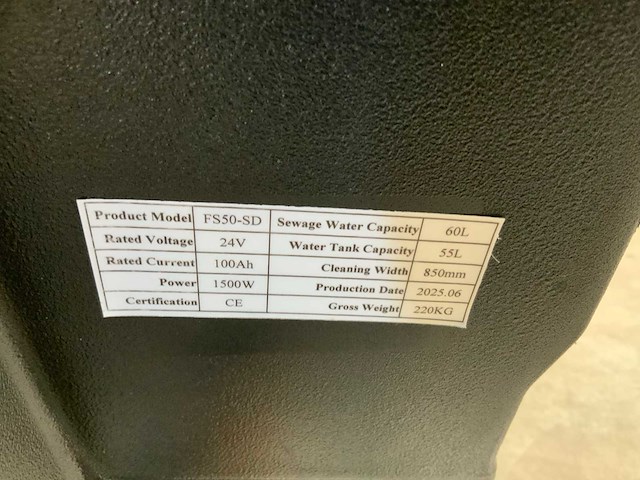 Product Model FS50-SD Sewage Water Capacity 60L
Rated Voltage 24V Water Tank Capacity 55L
Rated Current 100Ah Cleaning Width 850mm
Power 1500W Production Date 2025.06
Certification CE Gross Weight 220KG